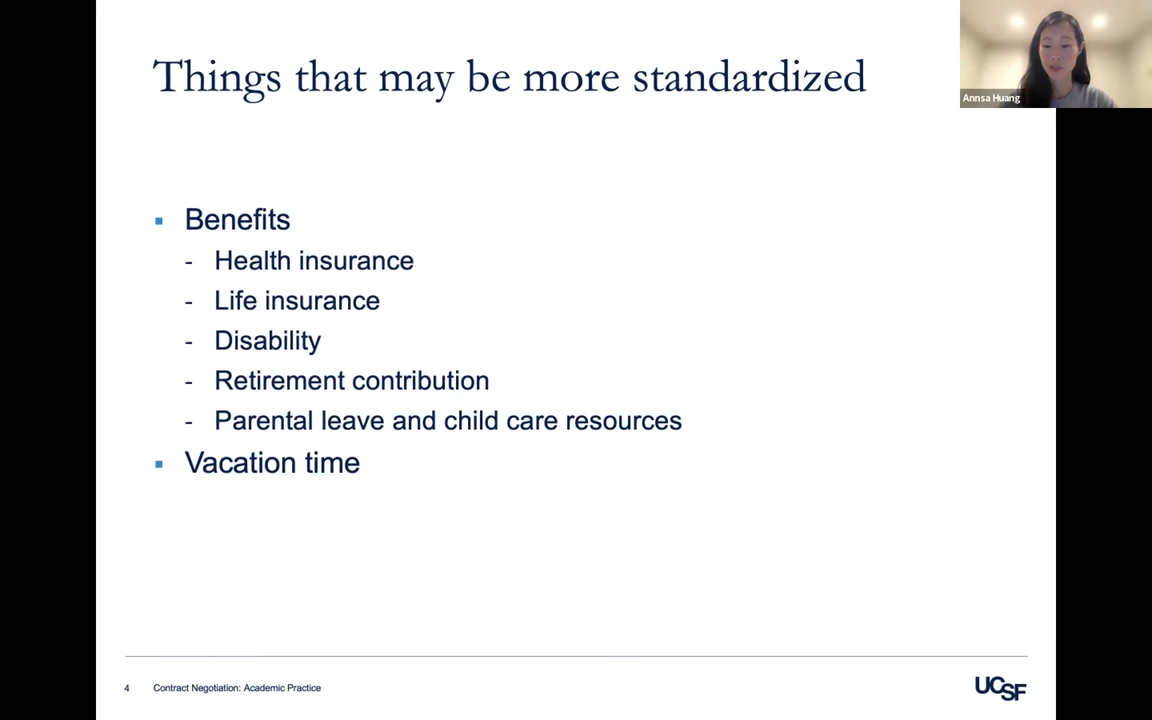 Things that may be more standardized
Annsa Huang
▪ Benefits
- Health insurance
- Life insurance
- Disability
- Retirement contribution
- Parental leave and child care resources
▪ Vacation time
4 Contract Negotiation: Academic Practice
UCSF